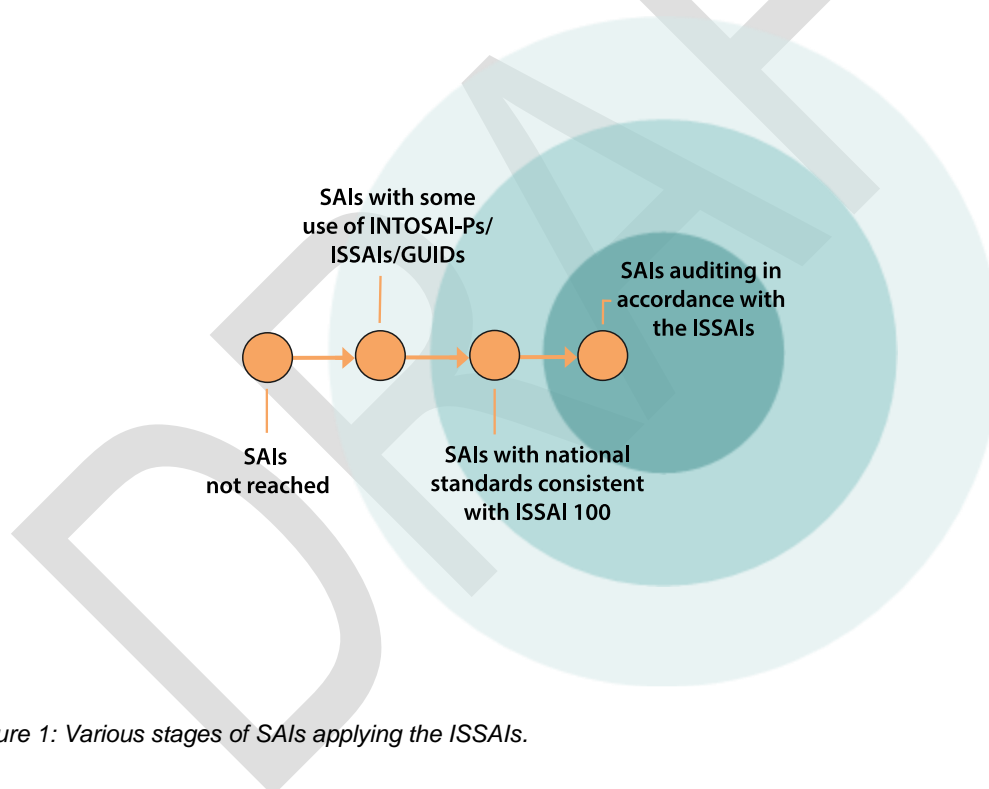 SAIs with some
use of INTOSAI-Ps/
ISSAIs/GUIDs
SAIs auditing in
accordance with
the ISSAIs
SAIs
not reached
SAIs with national
standards consistent
with ISSAI 100
ure 1: Various stages of SAIs applying the ISSAIs.
DRAF